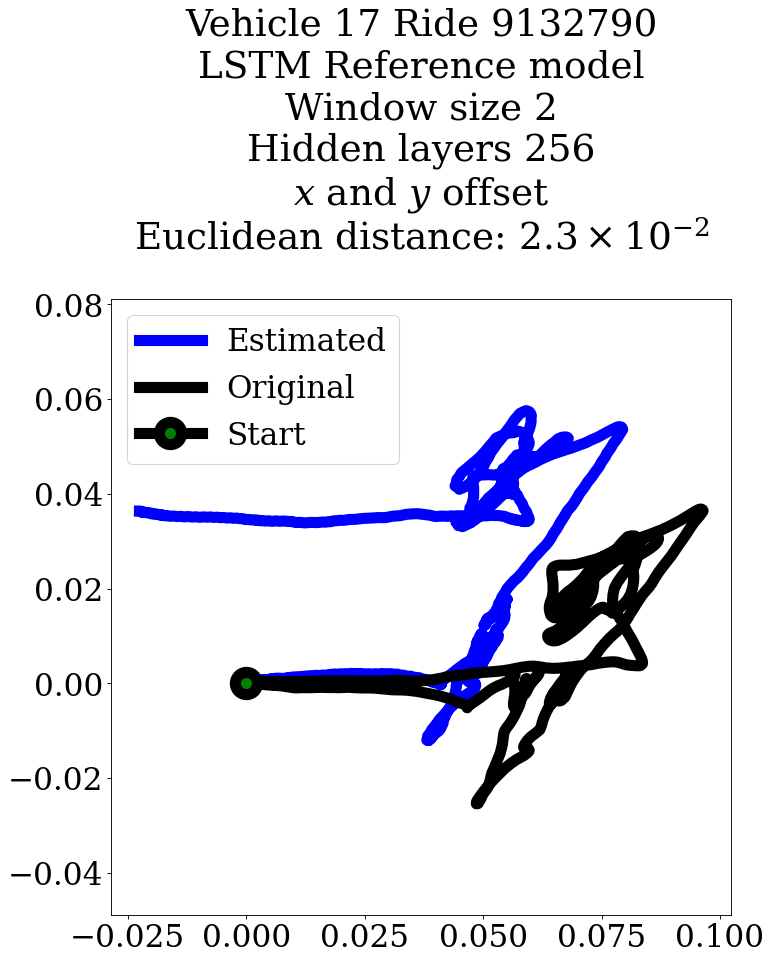 Vehicle 17 Ride 9132790
LSTM Reference model
Window size 2
Hidden layers 256
x and y offset
Euclidean distance: 2.3 × 10⁻²
0.08
0.06
0.04
0.02
0.00
−0.02
−0.04
Estimated
Original
Start
−0.025 0.000 0.025 0.050 0.075 0.100